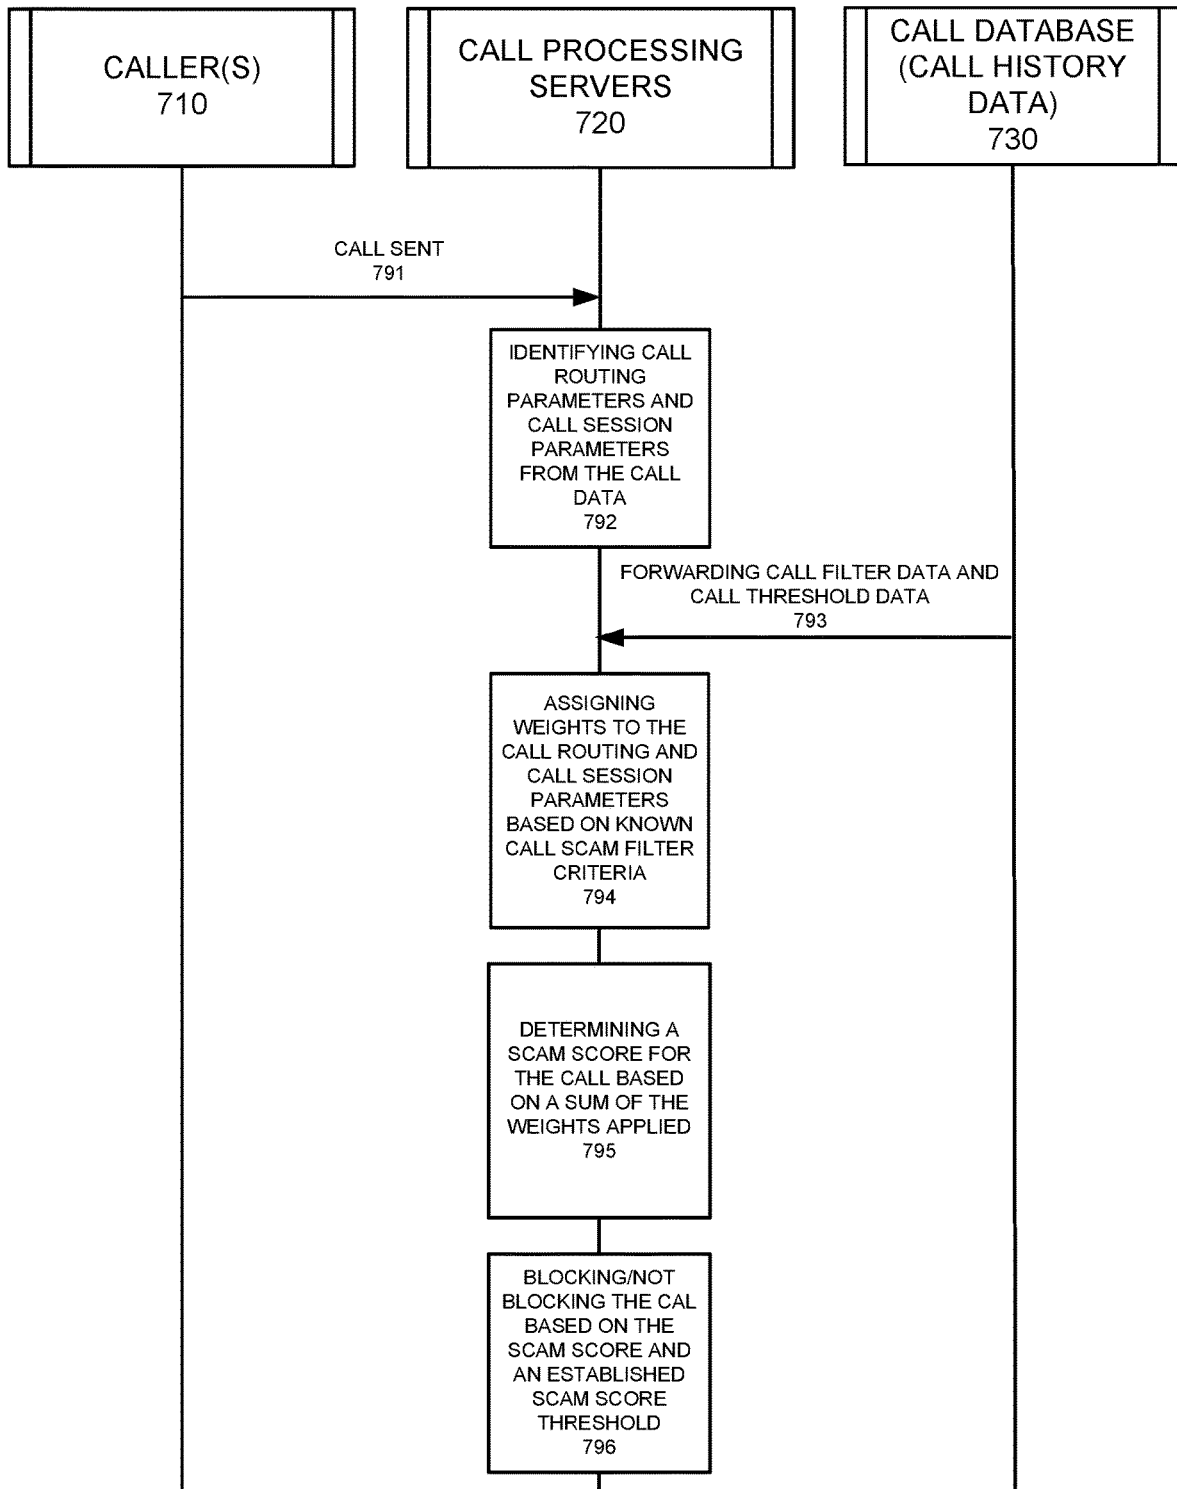 CALLER(S)
710
CALL PROCESSING
SERVERS
720
CALL DATABASE
(CALL HISTORY
DATA)
730
CALL SENT
791
IDENTIFYING CALL
ROUTING
PARAMETERS AND
CALL SESSION
PARAMETERS
FROM THE CALL
DATA
792
FORWARDING CALL FILTER DATA AND
CALL THRESHOLD DATA
793
ASSIGNING
WEIGHTS TO THE
CALL ROUTING AND
CALL SESSION
PARAMETERS
BASED ON KNOWN
CALL SCAM FILTER
CRITERIA
794
DETERMINING A
SCAM SCORE FOR
THE CALL BASED
ON A SUM OF THE
WEIGHTS APPLIED
795
BLOCKING/NOT
BLOCKING THE CAL
BASED ON THE
SCAM SCORE AND
AN ESTABLISHED
SCAM SCORE
THRESHOLD
796